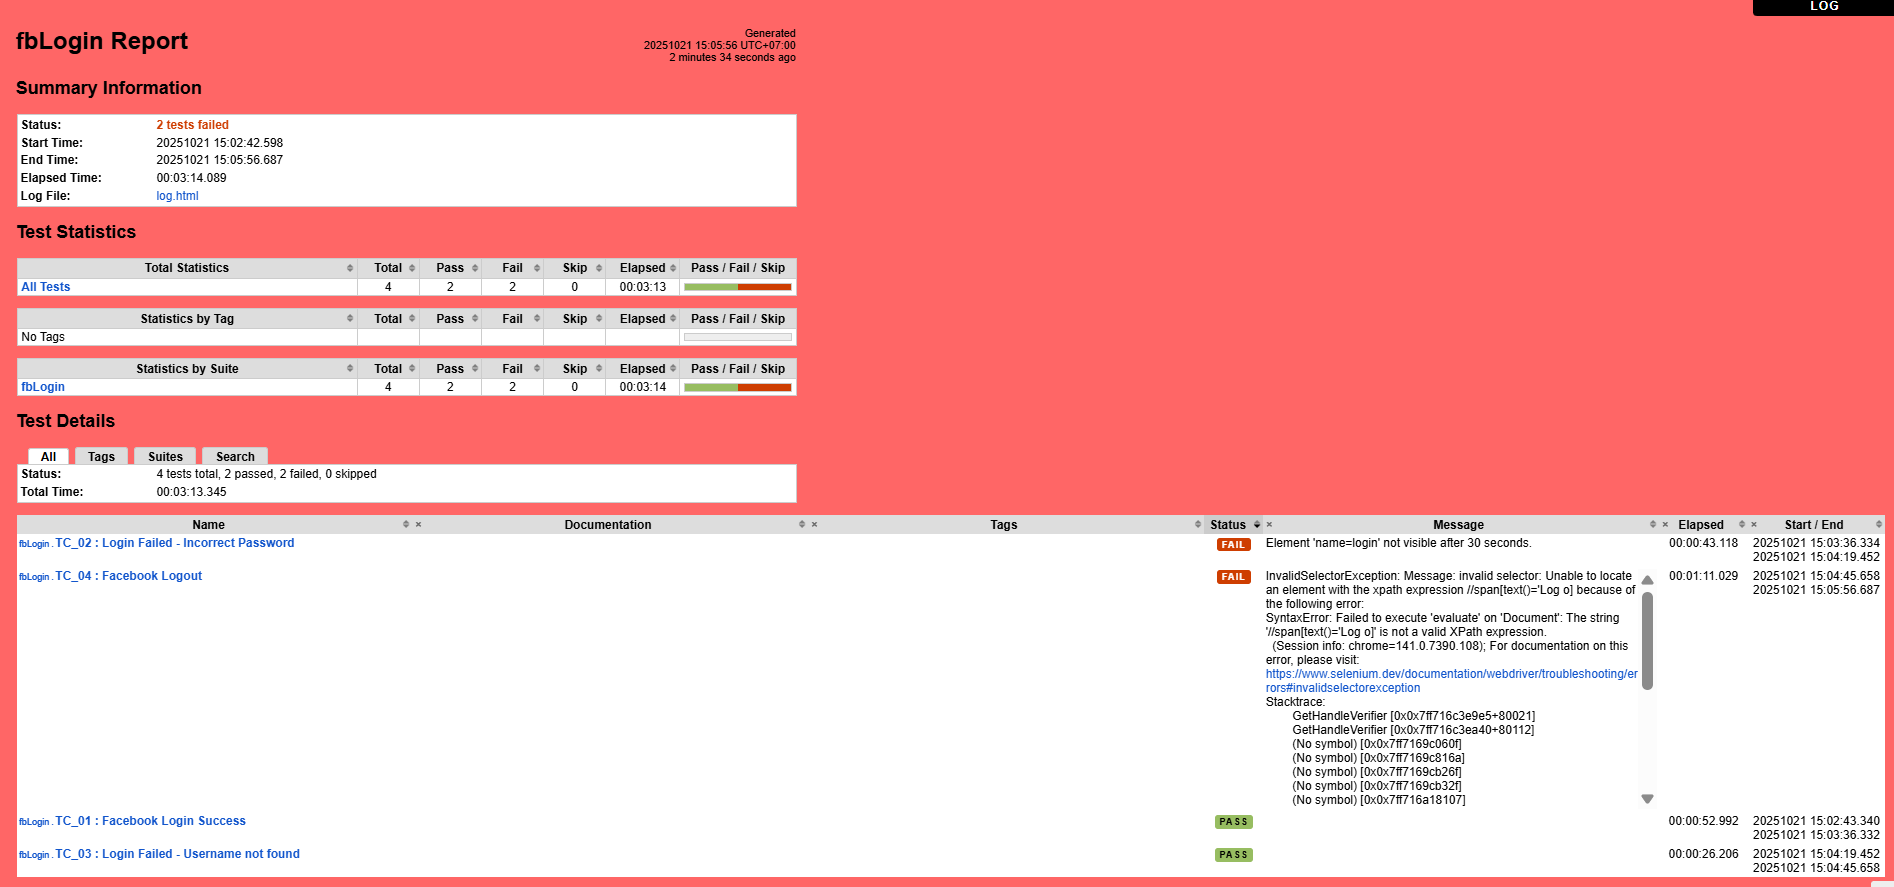 LOG
fbLogin Report
Generated
20251021 15:05:56 UTC+07:00
2 minutes 34 seconds ago
Summary Information
Status: 2 tests failed
Start Time: 20251021 15:02:42.598
End Time: 20251021 15:05:56.687
Elapsed Time: 00:03:14.089
Log File: log.html
Test Statistics
Total Statistics Total Pass Fail Skip Elapsed Pass / Fail / Skip
All Tests 4 2 2 0 00:03:13
Statistics by Tag Total Pass Fail Skip Elapsed Pass / Fail / Skip
No Tags
Statistics by Suite Total Pass Fail Skip Elapsed Pass / Fail / Skip
fbLogin 4 2 2 0 00:03:14
Test Details
All Tags Suites Search
Status: 4 tests total, 2 passed, 2 failed, 0 skipped
Total Time: 00:03:13.345
Name × Documentation × Tags Status × Message × Elapsed × Start / End
fbLogin . TC_02 : Login Failed - Incorrect Password FAIL Element 'name=login' not visible after 30 seconds. 00:00:43.118 20251021 15:03:36.334
20251021 15:04:19.452
fbLogin . TC_04 : Facebook Logout FAIL InvalidSelectorException: Message: invalid selector: Unable to locate 00:01:11.029 20251021 15:04:45.658
an element with the xpath expression //span[text()='Log o] because of 20251021 15:05:56.687
the following error:
SyntaxError: Failed to execute 'evaluate' on 'Document': The string
'//span[text()='Log o]' is not a valid XPath expression.
(Session info: chrome=141.0.7390.108); For documentation on this
error, please visit:
https://www.selenium.dev/documentation/webdriver/troubleshooting/er
rors#invalidselectorexception
Stacktrace:
GetHandleVerifier [0x0x7ff716c3e9e5+80021]
GetHandleVerifier [0x0x7ff716c3ea40+80112]
(No symbol) [0x0x7ff7169c060f]
(No symbol) [0x0x7ff7169c816a]
(No symbol) [0x0x7ff7169cb26f]
(No symbol) [0x0x7ff7169cb32f]
(No symbol) [0x0x7ff716a18107]
fbLogin . TC_01 : Facebook Login Success PASS 00:00:52.992 20251021 15:02:43.340
20251021 15:03:36.332
fbLogin . TC_03 : Login Failed - Username not found PASS 00:00:26.206 20251021 15:04:19.452
20251021 15:04:45.658